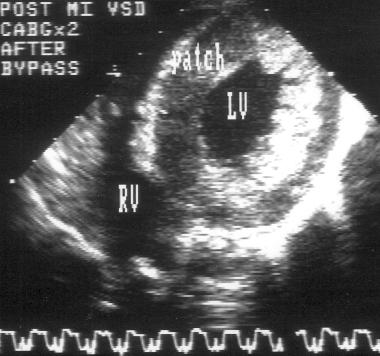 POST MI VSD
CABGx2
AFTER
BYPASS
patch
LV
RV